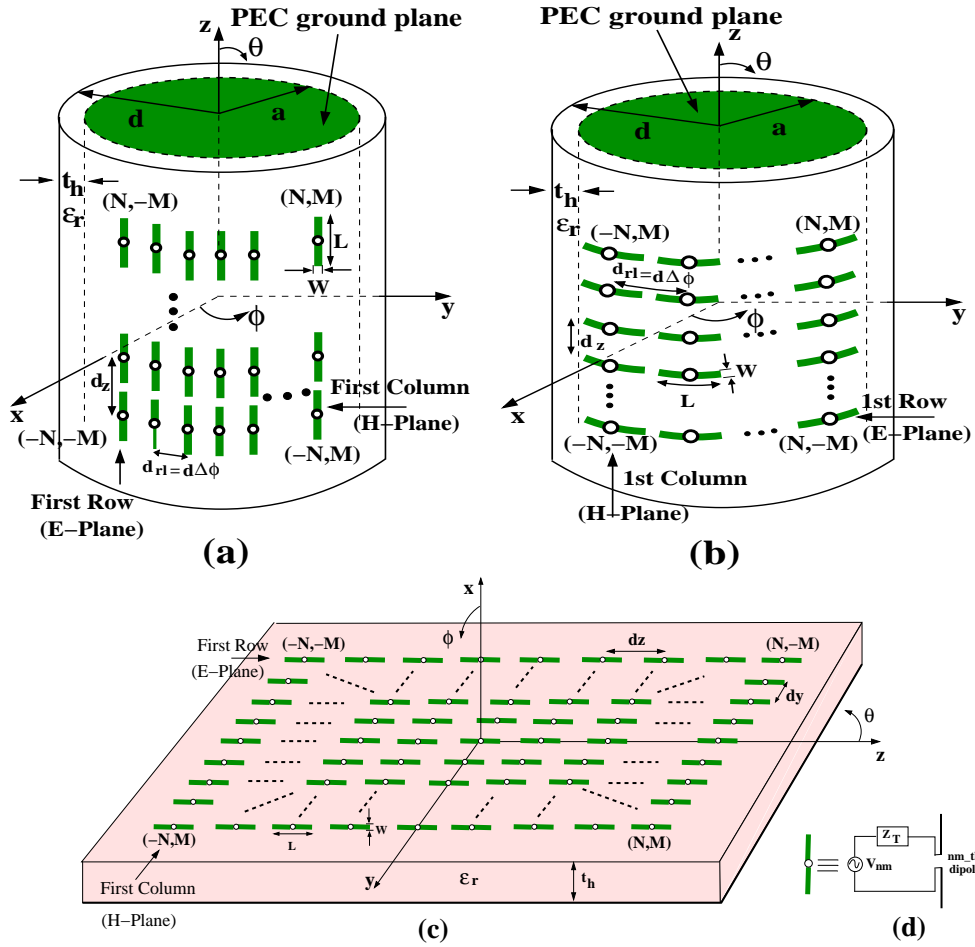 PEC ground plane
z
θ
d
a
t_h
ε_r
(N,−M)
(N,M)
L
W
y
ϕ
d_z
x
First Column
(H−Plane)
(−N,−M)
(−N,M)
d_rl=dΔϕ
First Row
(E−Plane)
(a)
PEC ground
plane
z
θ
d
a
t_h
ε_r
(−N,M)
(N,M)
d_rl=dΔϕ
y
ϕ
d_z
W
L
x
1st Row
(E−Plane)
(−N,−M)
(N,−M)
1st Column
(H−Plane)
(b)
x
ϕ
First Row
(E−Plane)
(−N,−M)
dz
(N,−M)
dy
θ
z
(−N,M)
L
W
(N,M)
First Column
(H−Plane)
y
ε_r
t_h
(c)
Z_T
V_nm
nm_t
dipol
(d)